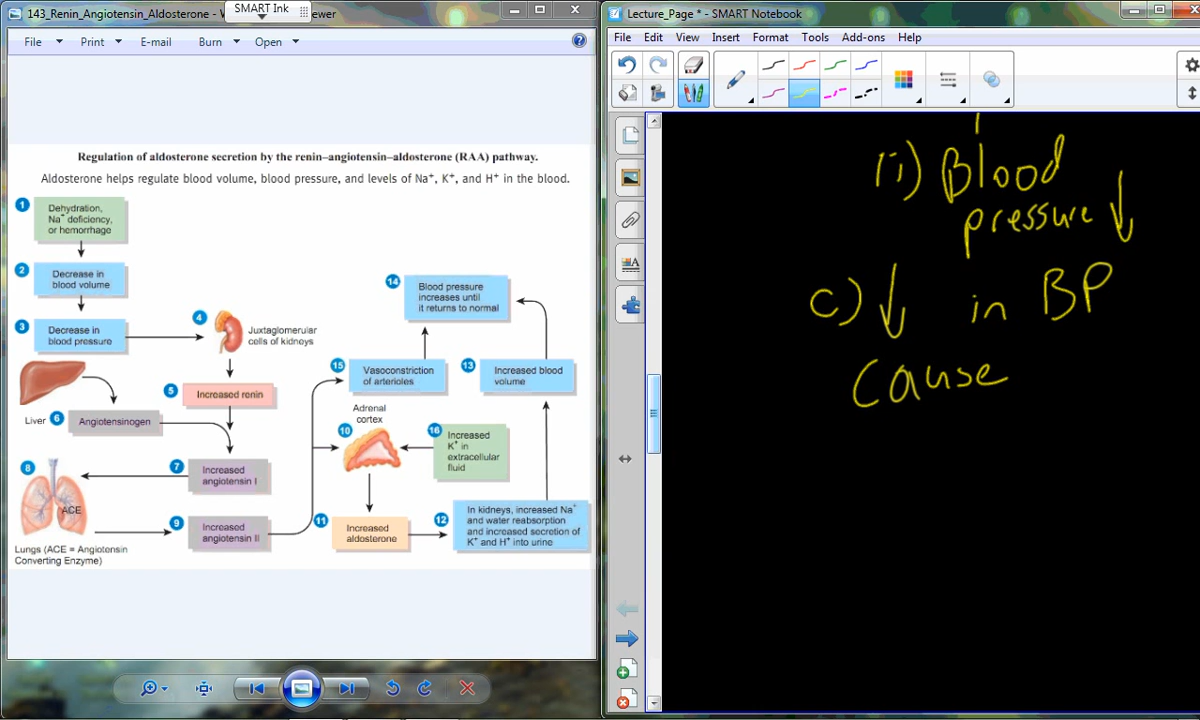 143_Renin_Angiotensin_Aldosterone - W
SMART Ink
ewer
File Print E-mail Burn Open
Regulation of aldosterone secretion by the renin–angiotensin–aldosterone (RAA) pathway.
Aldosterone helps regulate blood volume, blood pressure, and levels of Na⁺, K⁺, and H⁺ in the blood.
1
Dehydration,
Na⁺ deficiency,
or hemorrhage
2
Decrease in
blood volume
3
Decrease in
blood pressure
4
Juxtaglomerular
cells of kidneys
5
Increased renin
Liver
6
Angiotensinogen
7
Increased
angiotensin I
8
ACE
Lungs (ACE = Angiotensin
Converting Enzyme)
9
Increased
angiotensin II
Adrenal
cortex
10
11
Increased
aldosterone
12
In kidneys, increased Na⁺
and water reabsorption
and increased secretion of
K⁺ and H⁺ into urine
13
Increased blood
volume
14
Blood pressure
increases until
it returns to normal
15
Vasoconstriction
of arterioles
16
Increased
K⁺ in
extracellular
fluid
Lecture_Page * - SMART Notebook
File Edit View Insert Format Tools Add-ons Help
ii) Blood
pressure ↓
c) ↓ in BP
cause